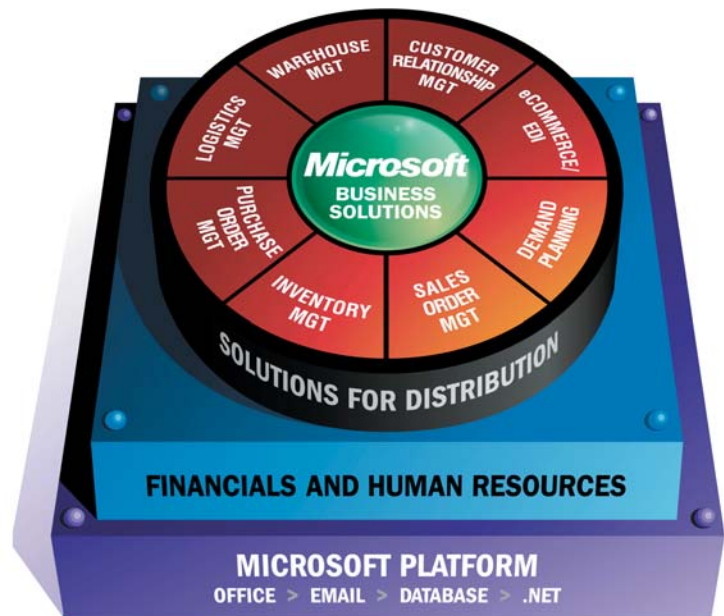 WAREHOUSE
MGT
CUSTOMER
RELATIONSHIP
MGT
eCOMMERCE/
EDI
DEMAND
PLANNING
SALES
ORDER
MGT
INVENTORY
MGT
PURCHASE
ORDER
MGT
LOGISTICS
MGT
Microsoft
BUSINESS
SOLUTIONS
SOLUTIONS FOR DISTRIBUTION
FINANCIALS AND HUMAN RESOURCES
MICROSOFT PLATFORM
OFFICE > EMAIL > DATABASE > .NET